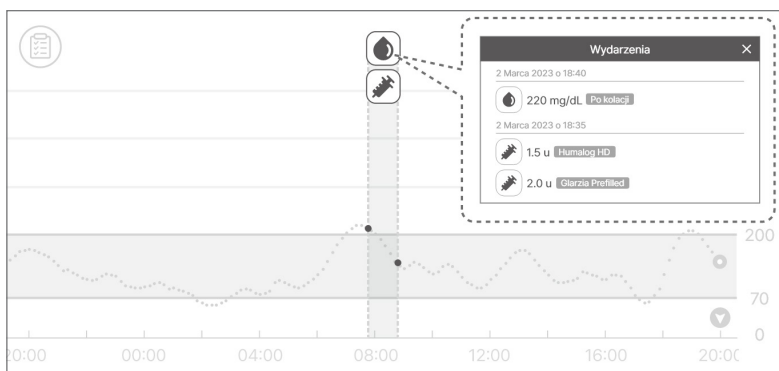 Wydarzenia
2 Marca 2023 o 18:40
220 mg/dL Po kolacji
2 Marca 2023 o 18:35
1.5 u Humalog HD
2.0 u Glarzia Prefilled
200
70
0
20:00 00:00 04:00 08:00 12:00 16:00 20:00